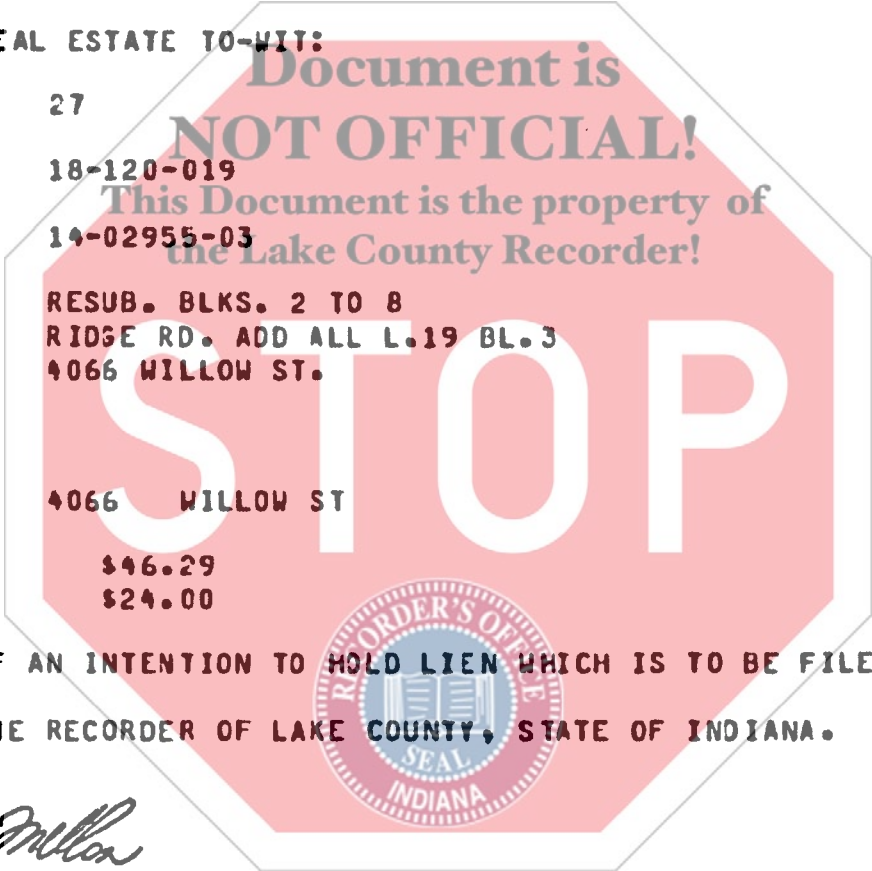 EAL ESTATE TO-WIT:
Document is
27
NOT OFFICIAL!
18-120-019
This Document is the property of
14-02955-03
the Lake County Recorder!
RESUB. BLKS. 2 TO 8
RIDGE RD. ADD ALL L.19 BL.3
4066 WILLOW ST.
STOP
4066 WILLOW ST
$46.29
$24.00
RECORDER'S OFFICE
F AN INTENTION TO HOLD LIEN WHICH IS TO BE FILE
E RECORDER OF LAKE COUNTY, STATE OF INDIANA.
SEAL
INDIANA